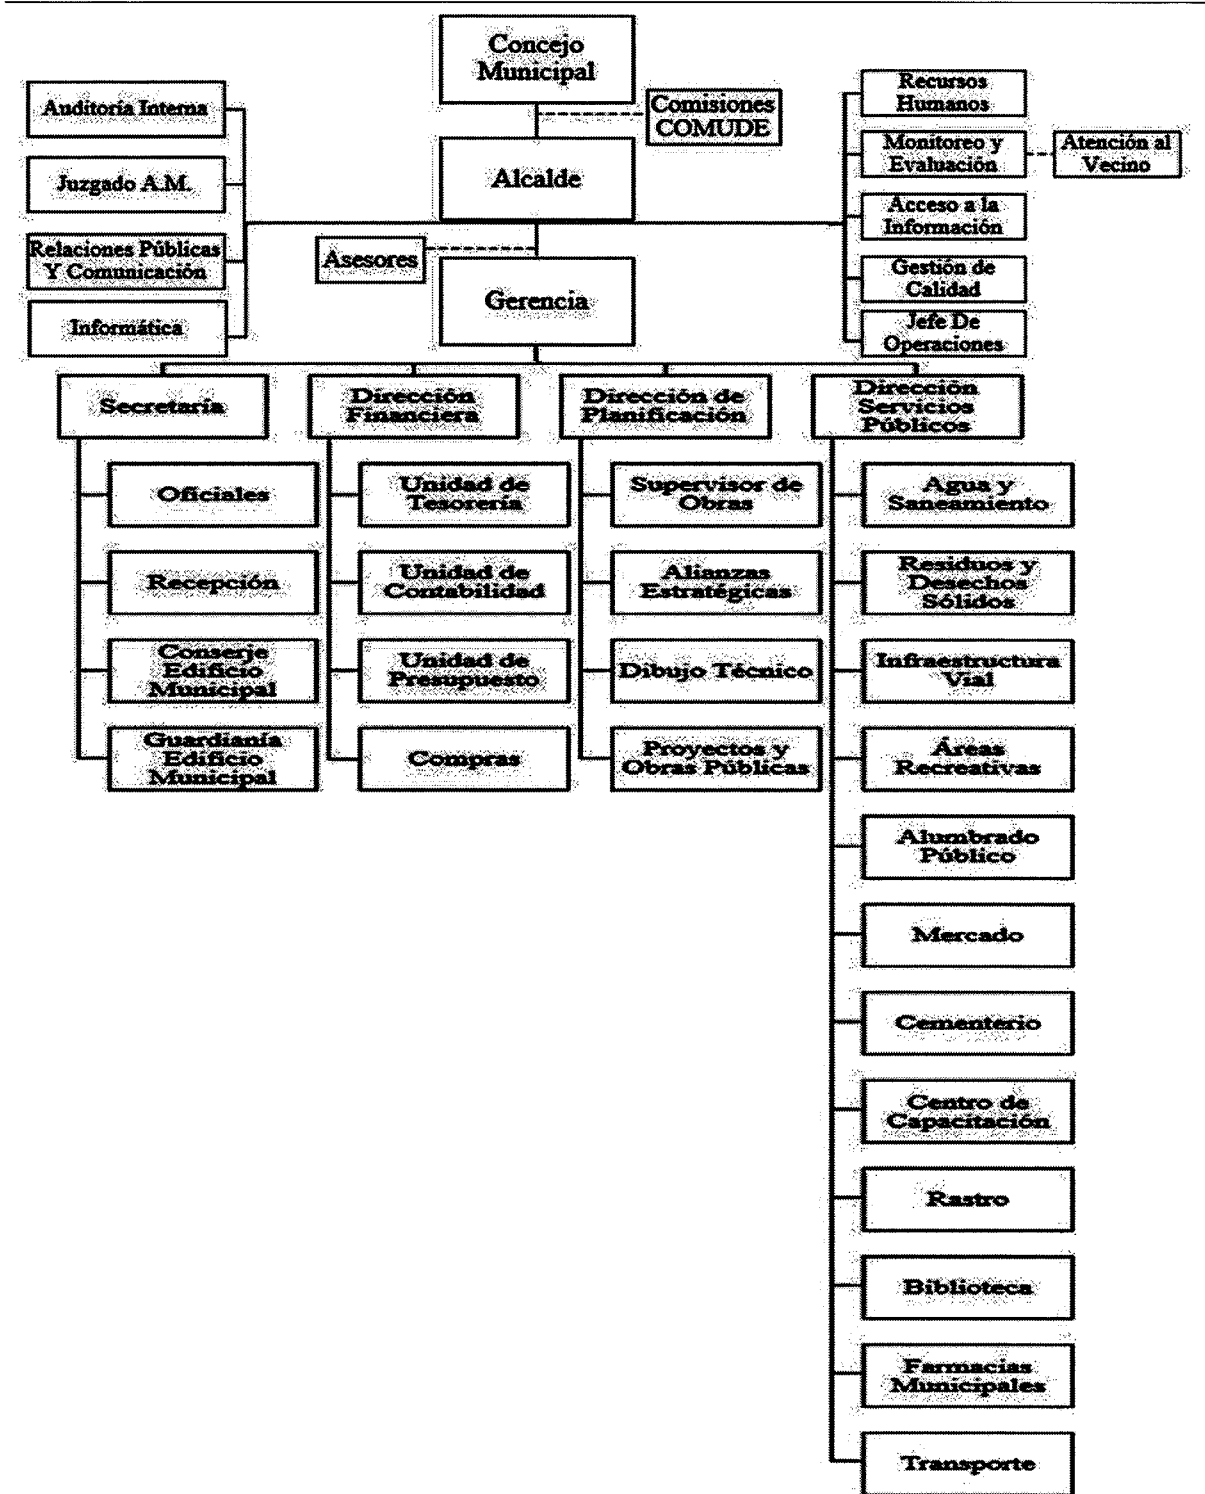 Concejo
Municipal
Auditoría Interna
Comisiones
COMUDE
Recursos
Humanos
Monitoreo y
Evaluación
Atención al
Vecino
Juzgado A.M.
Alcalde
Acceso a la
Información
Relaciones Públicas
Y Comunicación
Asesores
Gerencia
Gestión de
Calidad
Informática
Jefe De
Operaciones
Secretaría
Dirección
Financiera
Dirección de
Planificación
Dirección
Servicios
Públicos
Oficiales
Unidad de
Tesorería
Supervisor de
Obras
Agua y
Saneamiento
Recepción
Unidad de
Contabilidad
Alianzas
Estratégicas
Residuos y
Desechos
Sólidos
Conserje
Edificio
Municipal
Unidad de
Presupuesto
Dibujo Técnico
Infraestructura
Vial
Guardianía
Edificio
Municipal
Compras
Proyectos y
Obras Públicas
Áreas
Recreativas
Alumbrado
Público
Mercado
Cementerio
Centro de
Capacitación
Rastro
Biblioteca
Farmacias
Municipales
Transporte